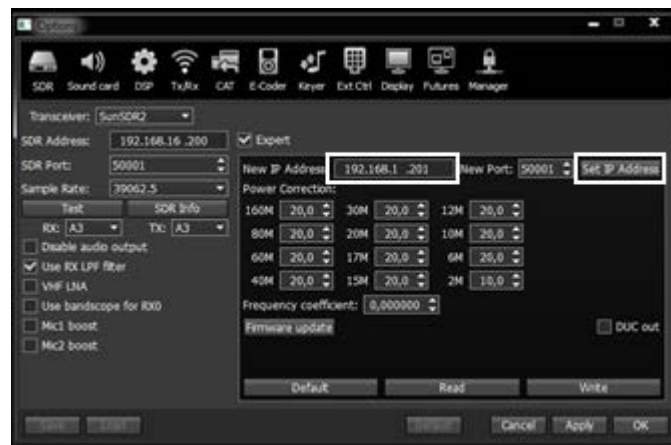 Options
SDR Sound card DSP Tx/Rx CAT E-Coder Keyer Ext Ctrl Display Futures Manager
Transceiver: SunSDR2
SDR Address: 192.168.16 .200 Expert
SDR Port: 50001 New IP Address: 192.168.1 .201 New Port: 50001 Set IP Address
Sample Rate: 39062.5 Power Correction:
Test SDR Info 160M 20,0 30M 20,0 12M 20,0
RX: A3 TX: A3 80M 20,0 20M 20,0 10M 20,0
Disable audio output 60M 20,0 17M 20,0 6M 20,0
Use RX LPF filter 40M 20,0 15M 20,0 2M 10,0
VHF LNA
Use bandscope for RX0 Frequency coefficient: 0,000000
Mic1 boost Firmware update DUC out
Mic2 boost
Default Read Write
Save Load Default Cancel Apply OK